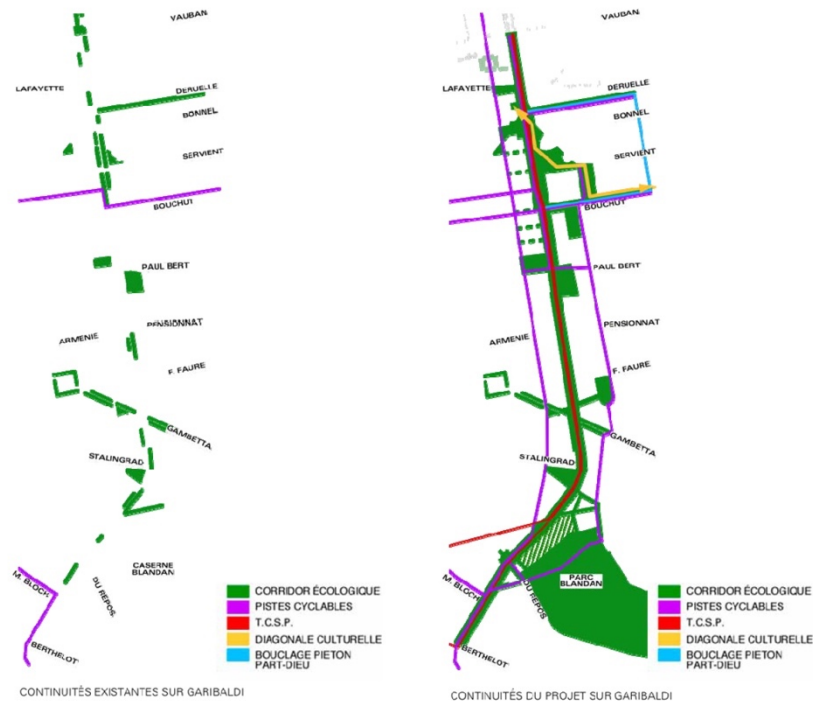 VAUBAN
LAFAYETTE
DERUELLE
BONNEL
SERVIENT
BOUCHUT
PAUL BERT
PENSIONNAT
ARMENIE
F. FAURE
GAMBETTA
STALINGRAD
CASERNE
BLANDAN
M. BLOCH
DU REPOS
BERTHELOT
CORRIDOR ÉCOLOGIQUE
PISTES CYCLABLES
T.C.S.P.
DIAGONALE CULTURELLE
BOUCLAGE PIETON
PART-DIEU
CONTINUITÉS EXISTANTES SUR GARIBALDI
VAUBAN
LAFAYETTE
DERUELLE
BONNEL
SERVIENT
BOUCHUT
PAUL BERT
PENSIONNAT
ARMENIE
F. FAURE
GAMBETTA
STALINGRAD
PARC
BLANDAN
M. BLOCH
DU REPOS
BERTHELOT
CORRIDOR ÉCOLOGIQUE
PISTES CYCLABLES
T.C.S.P.
DIAGONALE CULTURELLE
BOUCLAGE PIETON
PART-DIEU
CONTINUITÉS DU PROJET SUR GARIBALDI